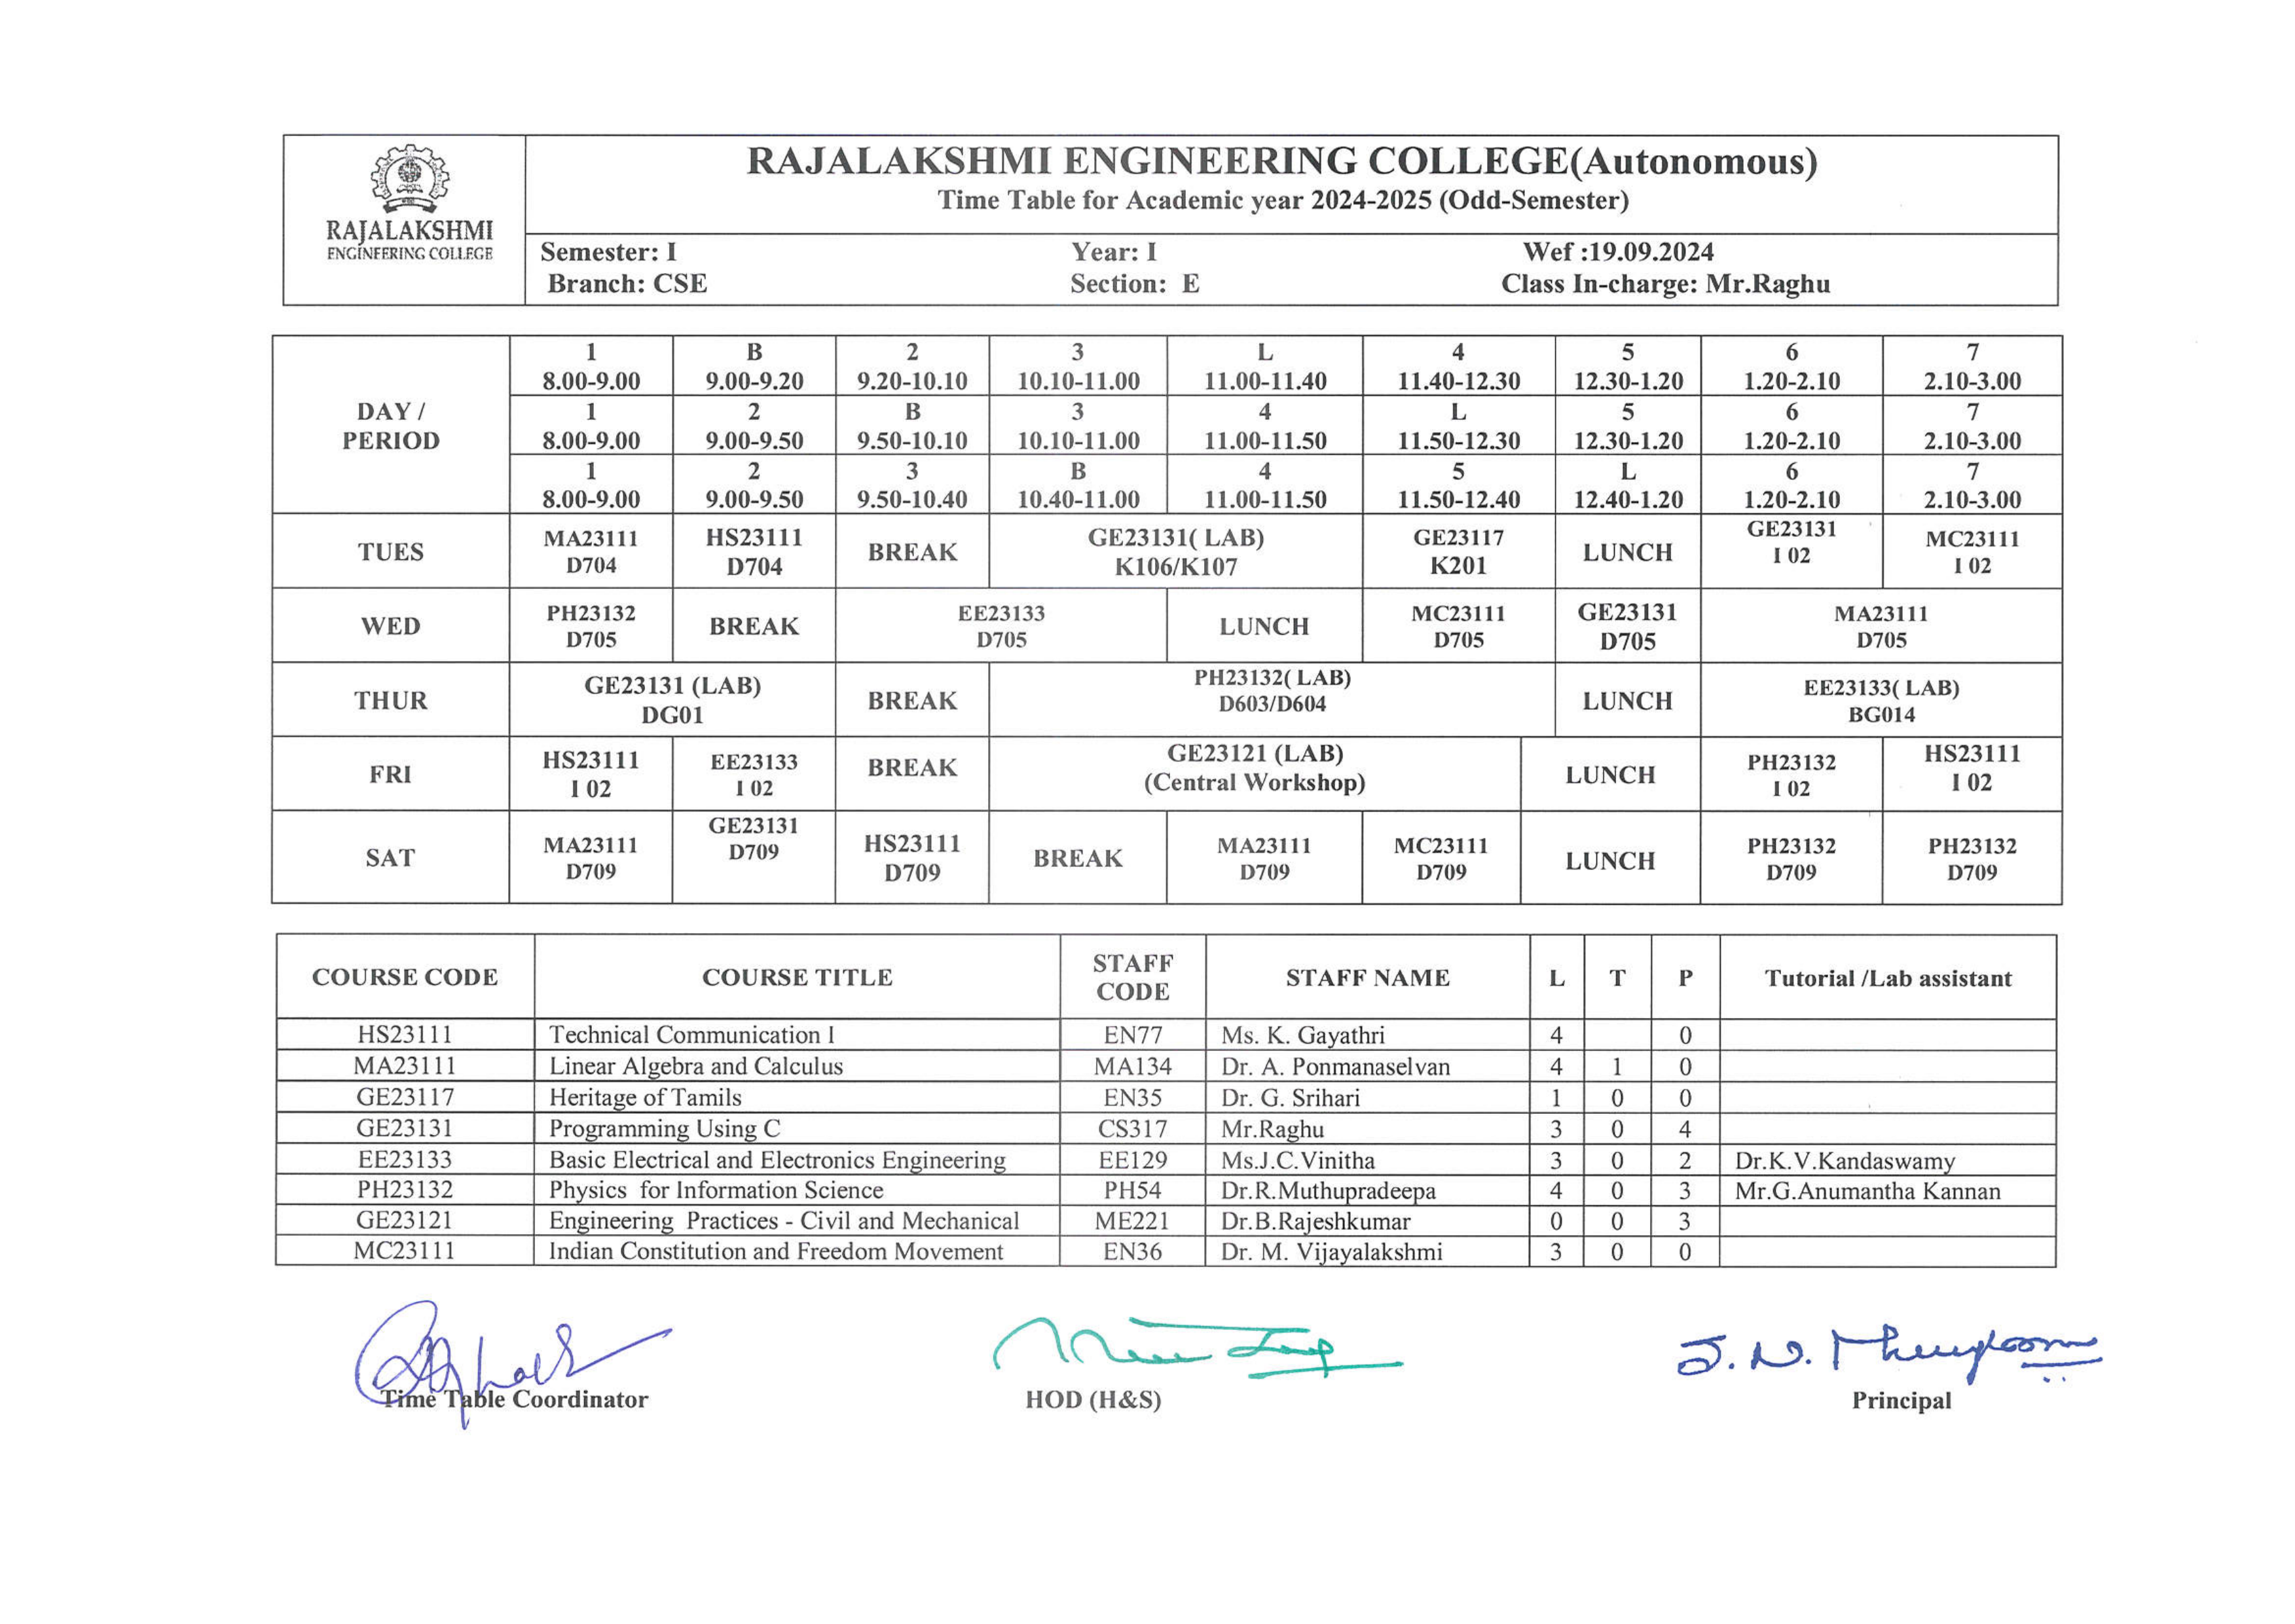 RAJALAKSHMI
ENGINEERING COLLEGE
RAJALAKSHMI ENGINEERING COLLEGE(Autonomous)
Time Table for Academic year 2024-2025 (Odd-Semester)
Semester: I Year: I Wef :19.09.2024
Branch: CSE Section: E Class In-charge: Mr.Raghu
DAY / PERIOD
1 B 2 3 L 4 5 6 7
8.00-9.00 9.00-9.20 9.20-10.10 10.10-11.00 11.00-11.40 11.40-12.30 12.30-1.20 1.20-2.10 2.10-3.00
1 2 B 3 4 L 5 6 7
8.00-9.00 9.00-9.50 9.50-10.10 10.10-11.00 11.00-11.50 11.50-12.30 12.30-1.20 1.20-2.10 2.10-3.00
1 2 3 B 4 5 L 6 7
8.00-9.00 9.00-9.50 9.50-10.40 10.40-11.00 11.00-11.50 11.50-12.40 12.40-1.20 1.20-2.10 2.10-3.00
TUES MA23111 HS23111 BREAK GE23131( LAB) GE23117 LUNCH GE23131 MC23111
D704 D704 K106/K107 K201 I 02 I 02
WED PH23132 BREAK EE23133 LUNCH MC23111 GE23131 MA23111
D705 D705 D705 D705 D705
THUR GE23131 (LAB) BREAK PH23132( LAB) LUNCH EE23133( LAB)
DG01 D603/D604 BG014
FRI HS23111 EE23133 BREAK GE23121 (LAB) LUNCH PH23132 HS23111
I 02 I 02 (Central Workshop) I 02 I 02
SAT MA23111 GE23131 HS23111 BREAK MA23111 MC23111 LUNCH PH23132 PH23132
D709 D709 D709 D709 D709 D709 D709
COURSE CODE COURSE TITLE STAFF CODE STAFF NAME L T P Tutorial /Lab assistant
HS23111 Technical Communication I EN77 Ms. K. Gayathri 4 0
MA23111 Linear Algebra and Calculus MA134 Dr. A. Ponmanaselvan 4 1 0
GE23117 Heritage of Tamils EN35 Dr. G. Srihari 1 0 0
GE23131 Programming Using C CS317 Mr.Raghu 3 0 4
EE23133 Basic Electrical and Electronics Engineering EE129 Ms.J.C.Vinitha 3 0 2 Dr.K.V.Kandaswamy
PH23132 Physics for Information Science PH54 Dr.R.Muthupradeepa 4 0 3 Mr.G.Anumantha Kannan
GE23121 Engineering Practices - Civil and Mechanical ME221 Dr.B.Rajeshkumar 0 0 3
MC23111 Indian Constitution and Freedom Movement EN36 Dr. M. Vijayalakshmi 3 0 0
Time Table Coordinator HOD (H&S) Principal